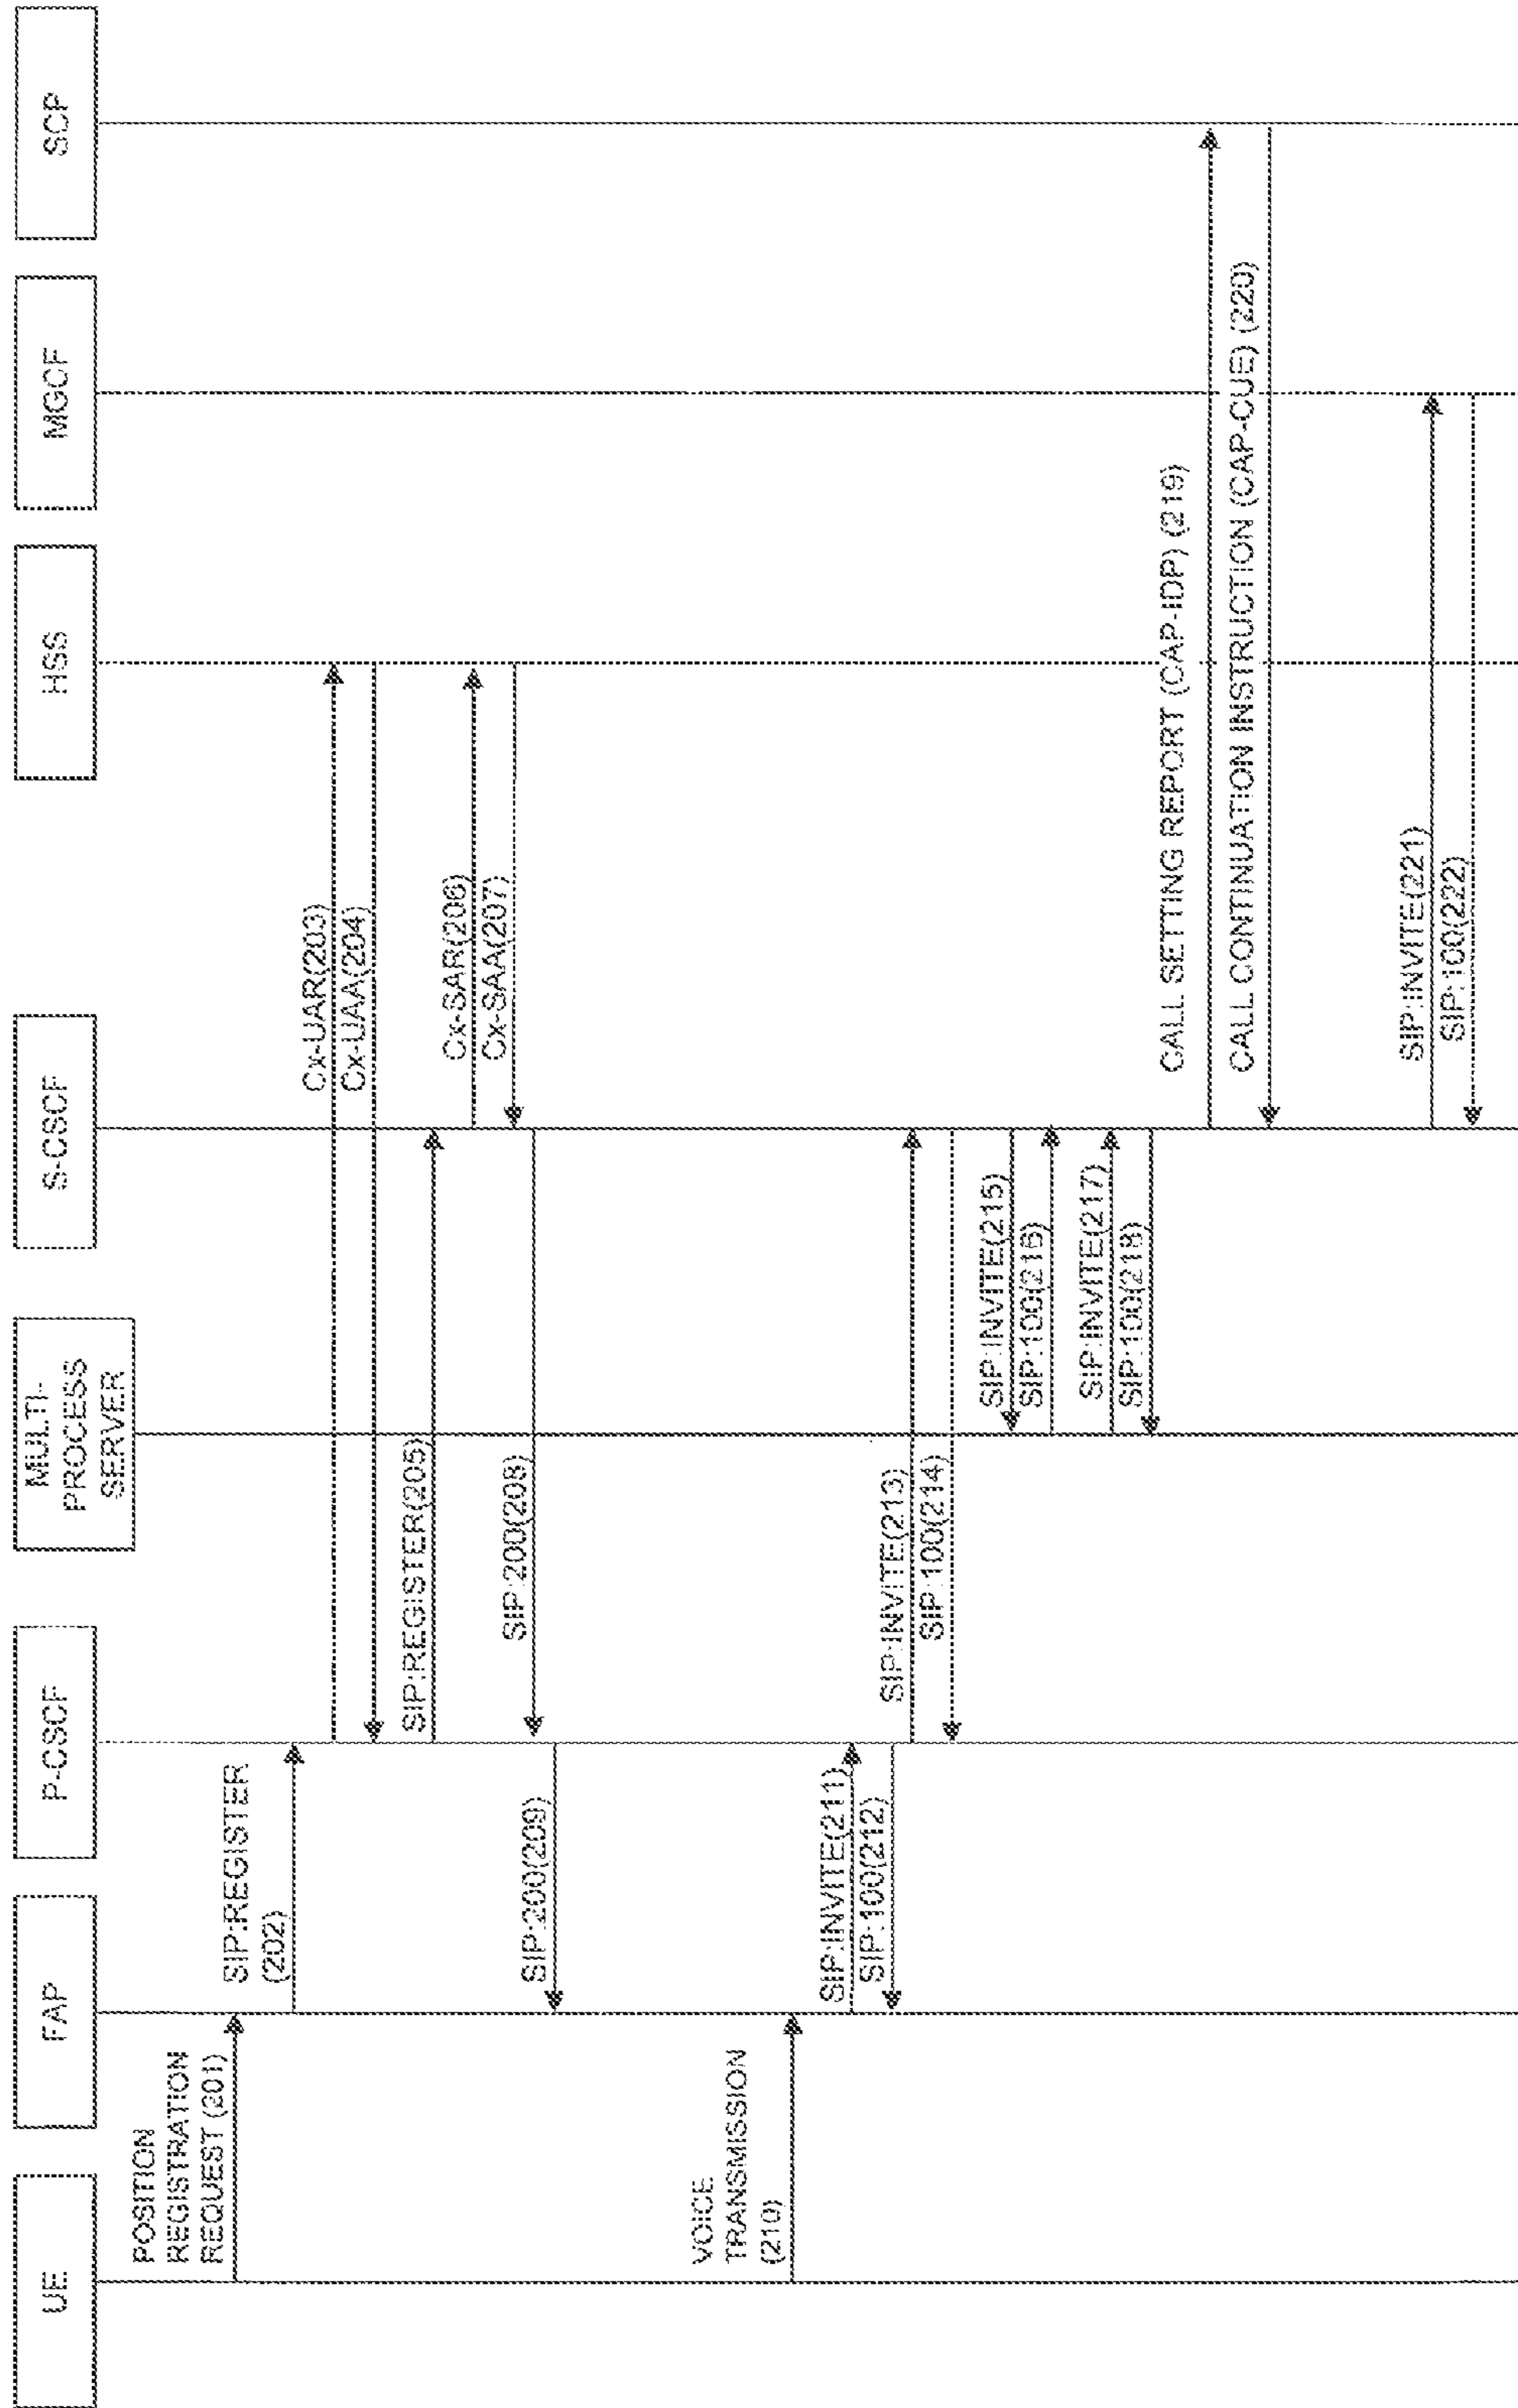 UE
FAP
P-CSCF
MULTI-
PROCESS
SERVER
S-CSCF
HSS
MGCF
SCP
POSITION
REGISTRATION
REQUEST (201)
SIP:REGISTER
(202)
Cx-UAR(203)
Cx-UAA(204)
SIP:REGISTER(205)
Cx-SAR(206)
Cx-SAA(207)
SIP:200(208)
SIP:200(209)
VOICE
TRANSMISSION
(210)
SIP:INVITE(211)
SIP:100(212)
SIP:INVITE(213)
SIP:100(214)
SIP:INVITE(215)
SIP:100(216)
SIP:INVITE(217)
SIP:100(218)
CALL SETTING REPORT (CAP-IDP) (219)
CALL CONTINUATION INSTRUCTION (CAP-CUE) (220)
SIP:INVITE(221)
SIP:100(222)